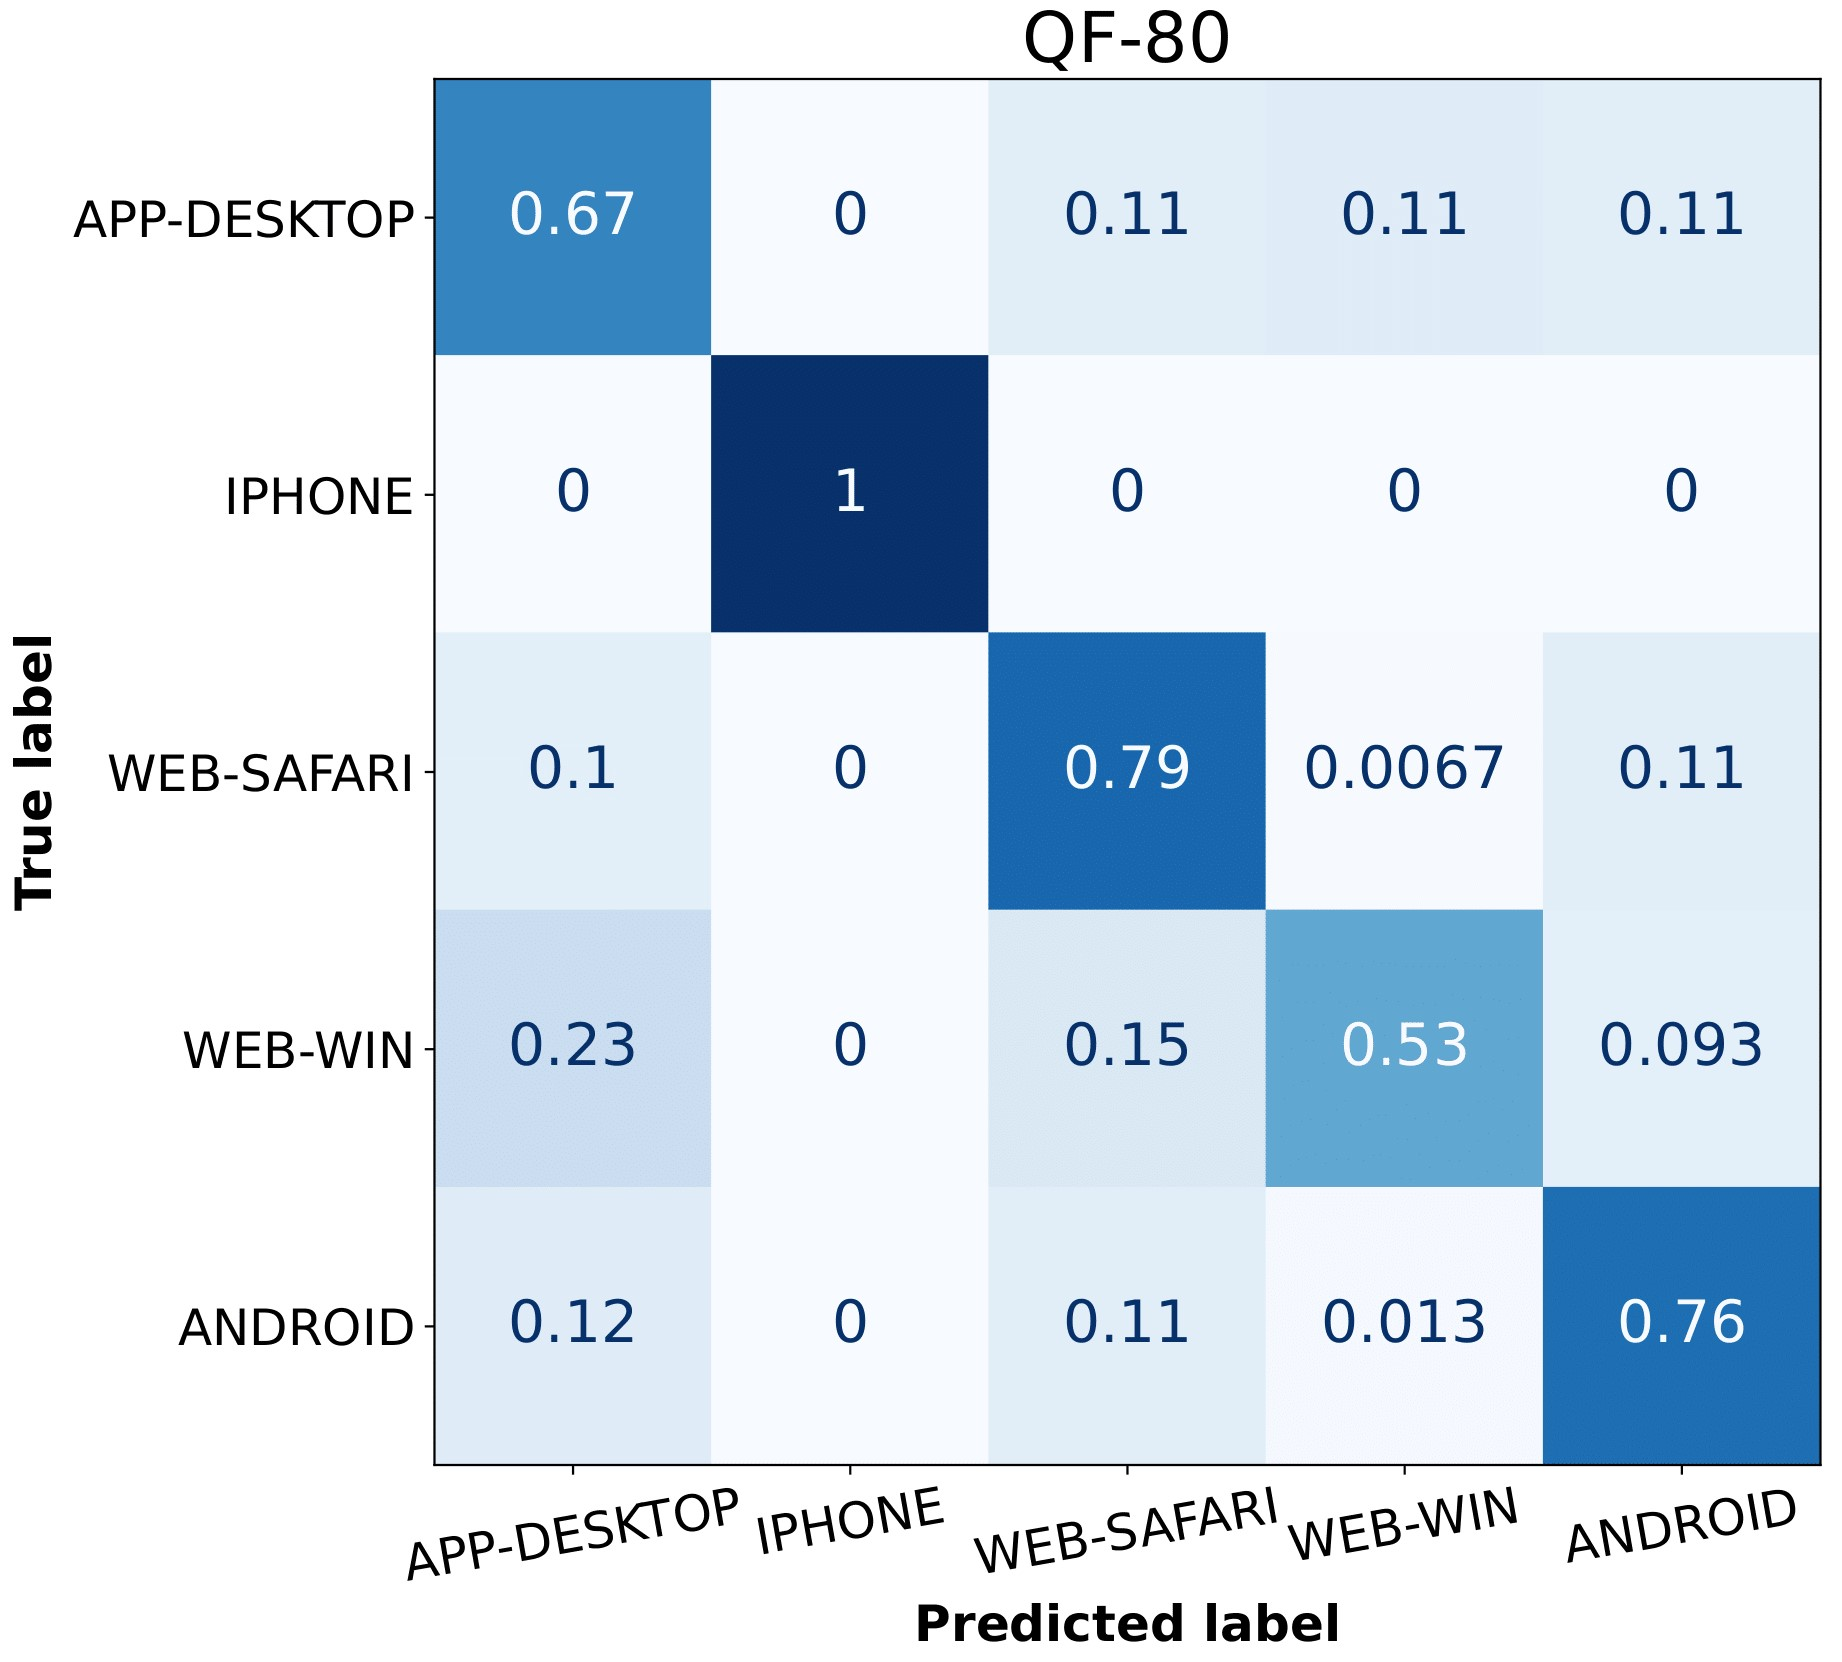 QF-80
True label
APP-DESKTOP 0.67 0 0.11 0.11 0.11
IPHONE 0 1 0 0 0
WEB-SAFARI 0.1 0 0.79 0.0067 0.11
WEB-WIN 0.23 0 0.15 0.53 0.093
ANDROID 0.12 0 0.11 0.013 0.76
APP-DESKTOP IPHONE WEB-SAFARI WEB-WIN ANDROID
Predicted label